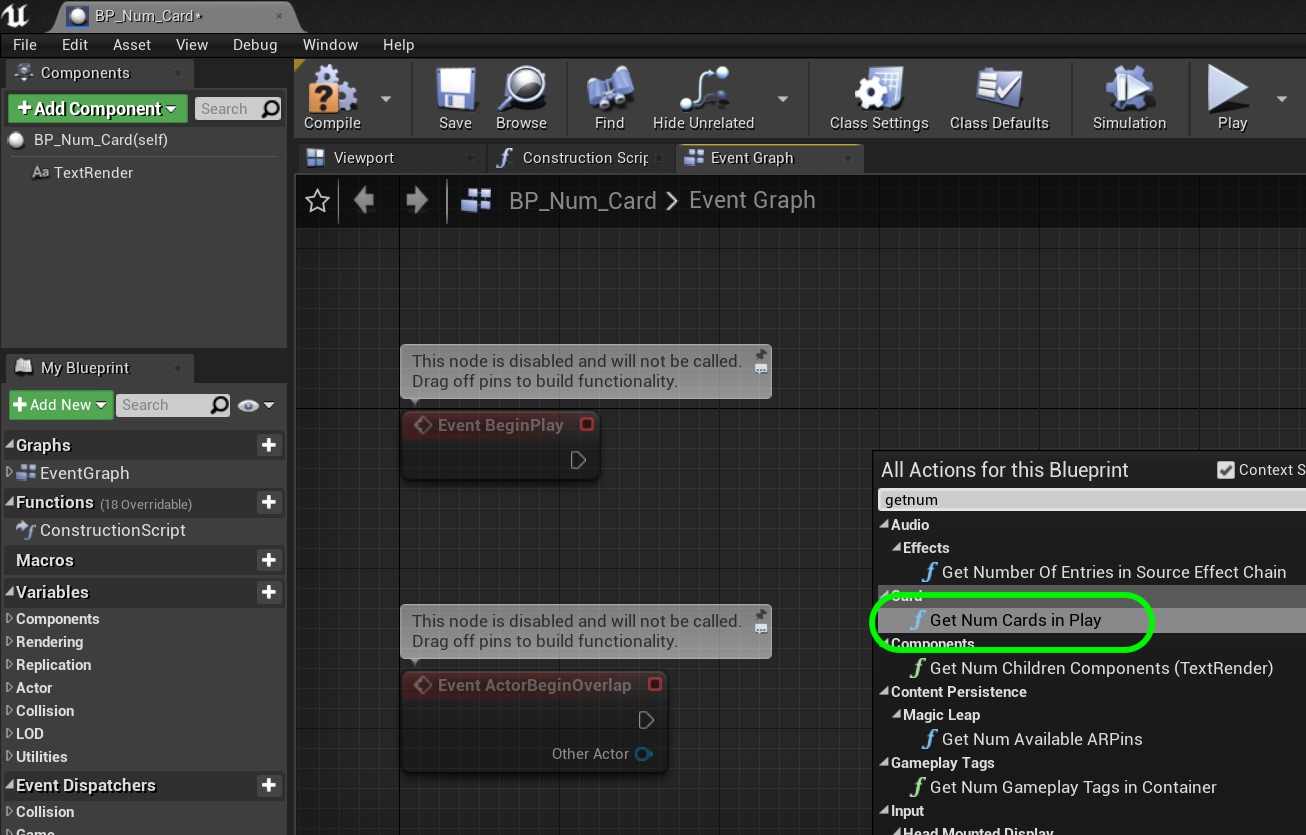 BP_Num_Card*
File Edit Asset View Debug Window Help
Components
Add Component
Search
BP_Num_Card(self)
Aa TextRender
Compile
Save
Browse
Find
Hide Unrelated
Class Settings
Class Defaults
Simulation
Play
Viewport
Construction Scrip
Event Graph
BP_Num_Card
Event Graph
My Blueprint
Add New
Search
Graphs
EventGraph
Functions (18 Overridable)
ConstructionScript
Macros
Variables
Components
Rendering
Replication
Actor
Collision
LOD
Utilities
Event Dispatchers
Collision
Game
This node is disabled and will not be called.
Drag off pins to build functionality.
Event BeginPlay
This node is disabled and will not be called.
Drag off pins to build functionality.
Event ActorBeginOverlap
Other Actor
All Actions for this Blueprint
Context S
getnum
Audio
Effects
Get Number Of Entries in Source Effect Chain
Card
Get Num Cards in Play
Components
Get Num Children Components (TextRender)
Content Persistence
Magic Leap
Get Num Available ARPins
Gameplay Tags
Get Num Gameplay Tags in Container
Input
Head Mounted Display